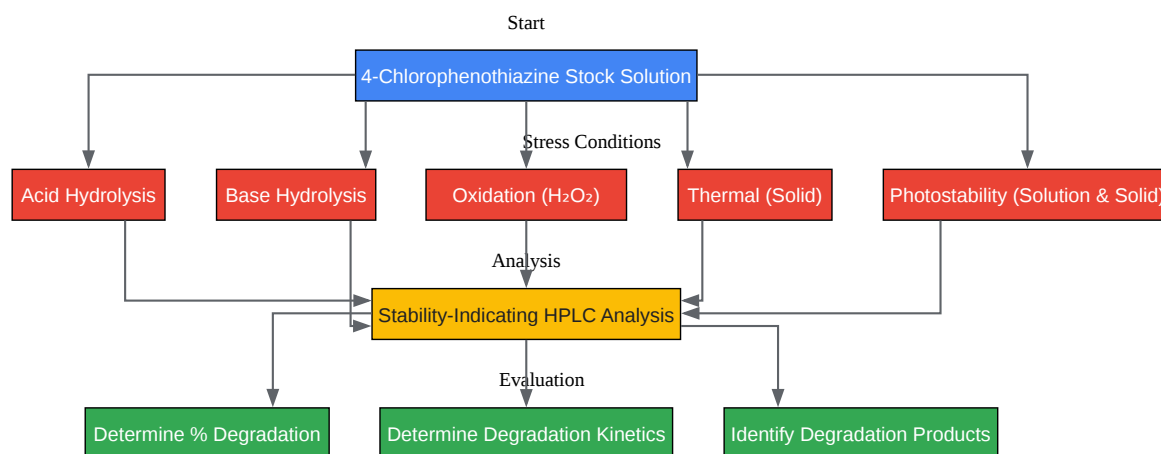 Start
4-Chlorophenothiazine Stock Solution
Stress Conditions
Acid Hydrolysis
Base Hydrolysis
Oxidation (H₂O₂)
Thermal (Solid)
Photostability (Solution & Solid)
Analysis
Stability-Indicating HPLC Analysis
Evaluation
Determine % Degradation
Determine Degradation Kinetics
Identify Degradation Products